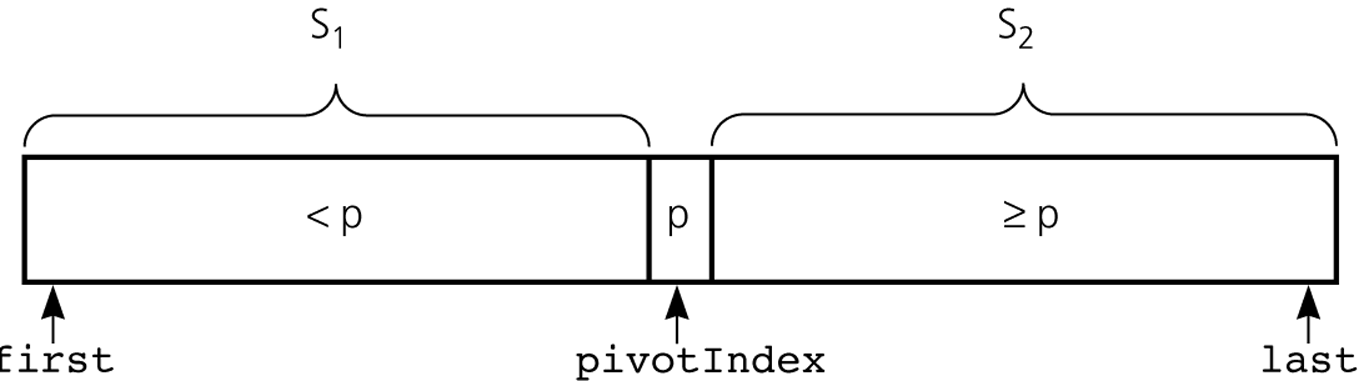 S₁ S₂
< p p ≥ p
first pivotIndex last